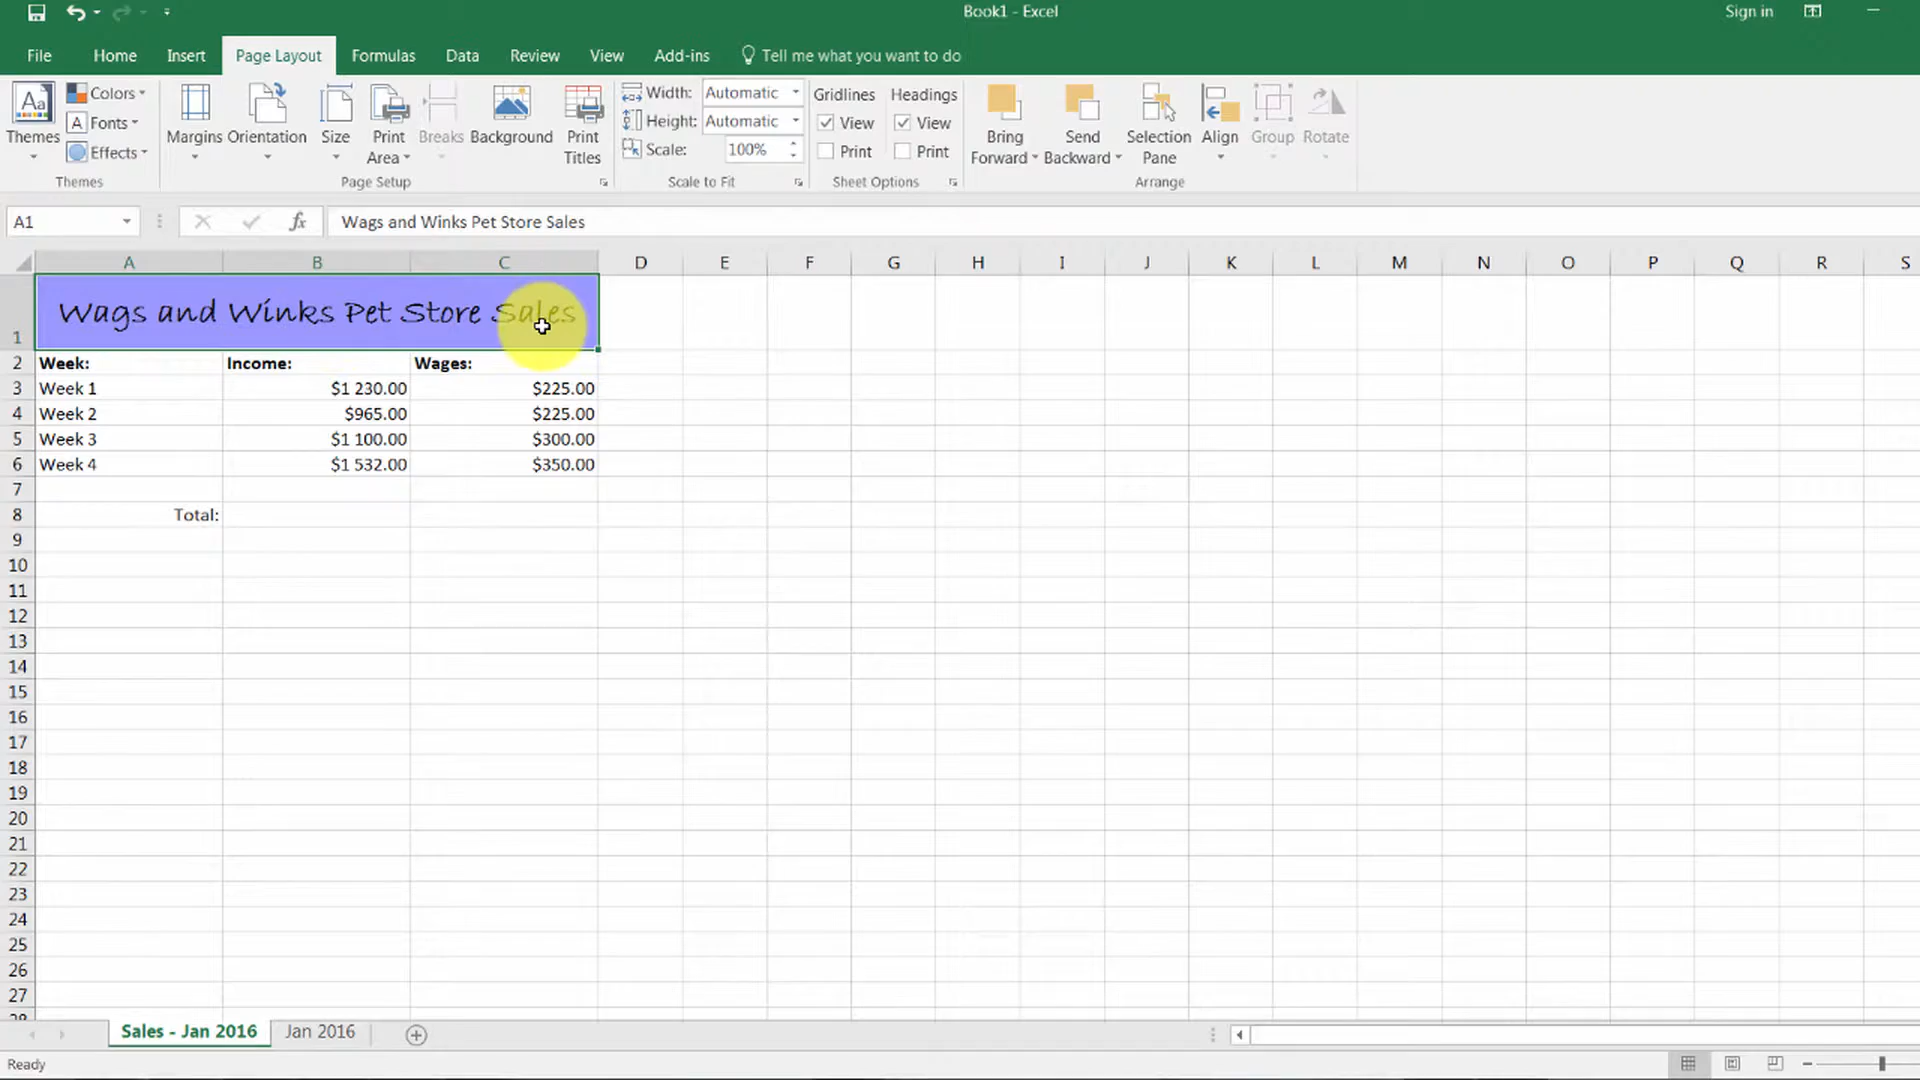 Book1 - Excel
Sign in
File Home Insert Page Layout Formulas Data Review View Add-ins Tell me what you want to do
Aa Themes
Colors
A Fonts
Effects
Themes
Margins Orientation Size Print Area Breaks Background Print Titles
Page Setup
Width: Automatic
Height: Automatic
Scale: 100%
Scale to Fit
Gridlines Headings
View View
Print Print
Sheet Options
Bring Forward Send Backward Selection Pane Align Group Rotate
Arrange
A1 fx Wags and Winks Pet Store Sales
A B C D E F G H I J K L M N O P Q R S
1 Wags and Winks Pet Store Sales
2 Week: Income: Wages:
3 Week 1 $1 230.00 $225.00
4 Week 2 $965.00 $225.00
5 Week 3 $1 100.00 $300.00
6 Week 4 $1 532.00 $350.00
7
8 Total:
9
10
11
12
13
14
15
16
17
18
19
20
21
22
23
24
25
26
27
28
Sales - Jan 2016 Jan 2016
Ready